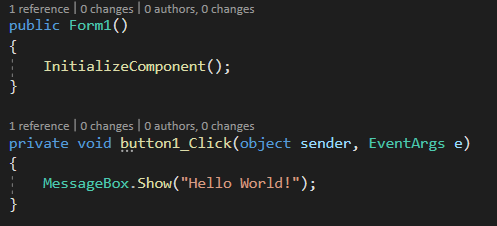 1 reference | 0 changes | 0 authors, 0 changes
public Form1()
{
InitializeComponent();
}
1 reference | 0 changes | 0 authors, 0 changes
private void button1_Click(object sender, EventArgs e)
{
MessageBox.Show("Hello World!");
}